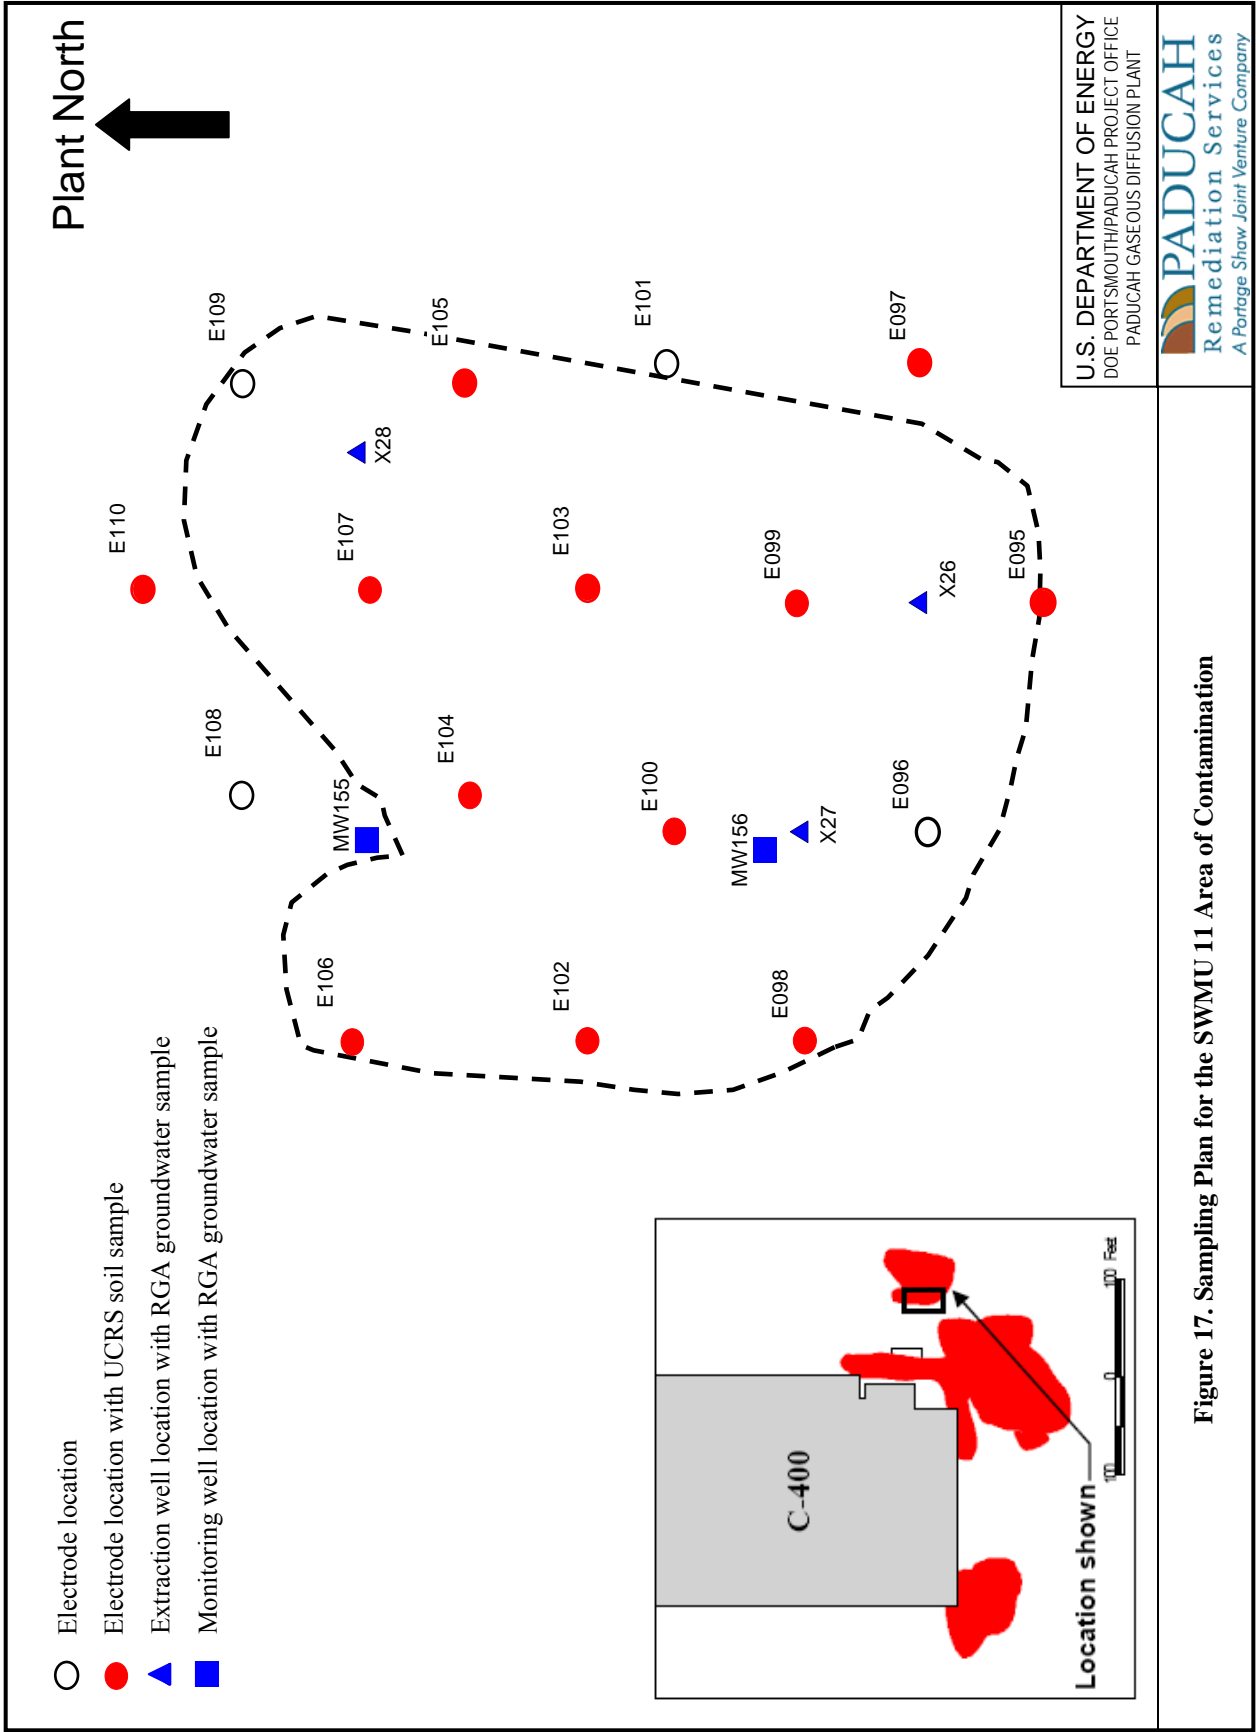 Plant North
Electrode location
Electrode location with UCRS soil sample
Extraction well location with RGA groundwater sample
Monitoring well location with RGA groundwater sample
E110
E108
E109
MW155
E107
X28
E106
E104
E105
E102
E103
E100
E101
MW156
X27
E098
E099
E096
X26
E097
E095
C-400
Location shown
100
0
100 Feet
U.S. DEPARTMENT OF ENERGY
DOE PORTSMOUTH/PADUCAH PROJECT OFFICE
PADUCAH GASEOUS DIFFUSION PLANT
PADUCAH
Remediation Services
A Portage Shaw Joint Venture Company
Figure 17. Sampling Plan for the SWMU 11 Area of Contamination